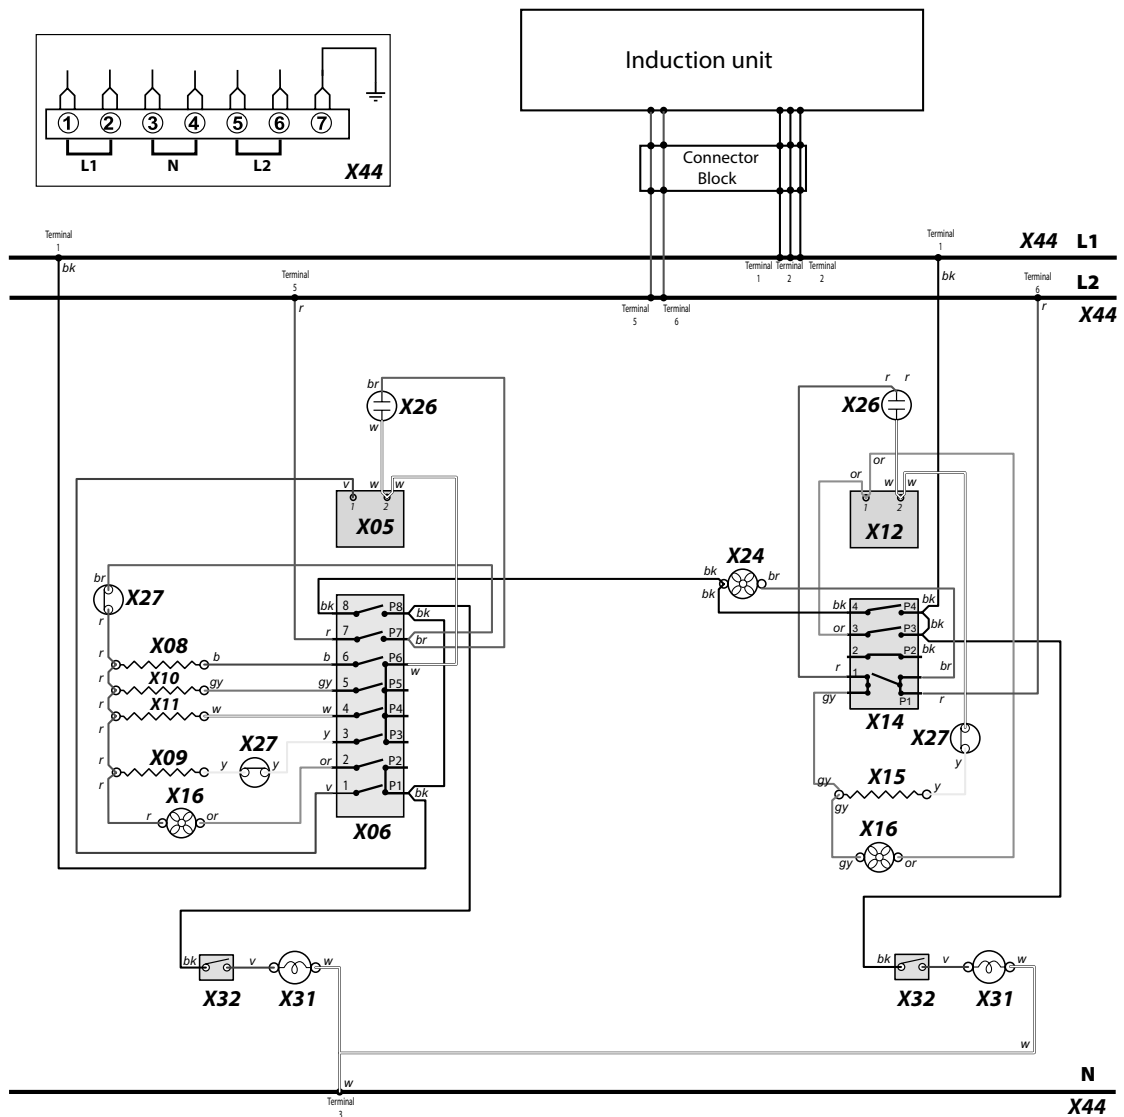 Induction unit
1 2 3 4 5 6 7
L1 N L2
X44
Connector
Block
Terminal
1
Terminal
1
X44 L1
bk
Terminal
5
Terminal
1
Terminal
2
Terminal
2
bk
Terminal
6
L2
r
Terminal
5
Terminal
6
r
X44
br
X26
w
r r
X26
or
v w w
1 2
X05
or w w
1 2
X12
X24
bk br
bk
br
X27
r
bk 8 P8 bk
r 7 P7 br
r X08 b b 6 P6 w
r X10 gy gy 5 P5
r X11 w w 4 P4
y 3 P3
r X09 y X27 y or 2 P2
r v 1 P1 bk
X16
r or
X06
bk 4 P4 bk
or 3 P3 bk
2 P2 bk
r 1 br
gy P1 r
X14
X27
y
gy X15 y
gy
X16
gy or
bk v w
X32 X31
bk v w
X32 X31
w
w
Terminal
3
N
X44